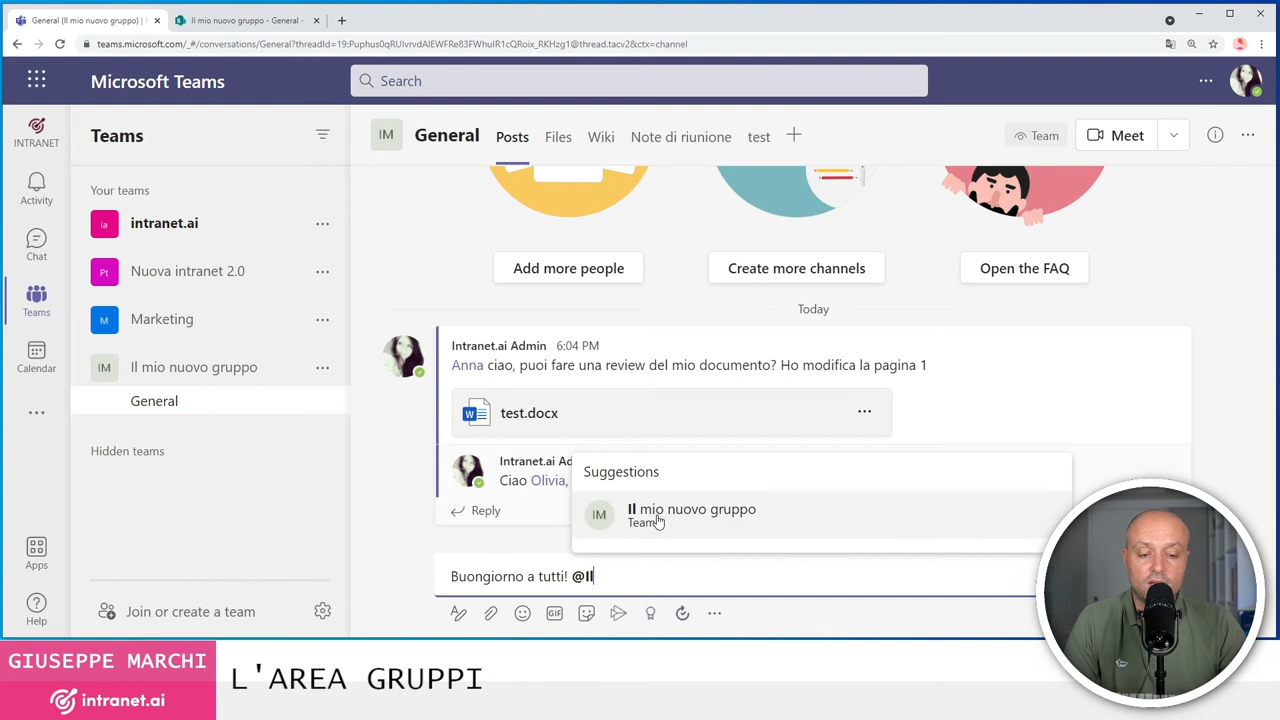 General (Il mio nuovo gruppo) |
Il mio nuovo gruppo - General -
teams.microsoft.com/_#/conversations/General?threadId=19:Puphus0qRUIvrvdAIEWFRe83FWhuIR1cQRoix_RKHzg1@thread.tacv2&ctx=channel
Microsoft Teams
Search
INTRANET
Activity
Chat
Teams
Calendar
Apps
Help
Teams
Your teams
ia
intranet.ai
Pt
Nuova intranet 2.0
M
Marketing
IM
Il mio nuovo gruppo
General
Hidden teams
Join or create a team
IM
General
Posts
Files
Wiki
Note di riunione
test
Team
Meet
Add more people
Create more channels
Open the FAQ
Today
Intranet.ai Admin 6:04 PM
Anna ciao, puoi fare una review del mio documento? Ho modifica la pagina 1
W
test.docx
Intranet.ai Ad
Ciao Olivia,
Reply
Suggestions
IM
Il mio nuovo gruppo
Team
Buongiorno a tutti! @Il
GIF
GIUSEPPE MARCHI
intranet.ai
L'AREA GRUPPI